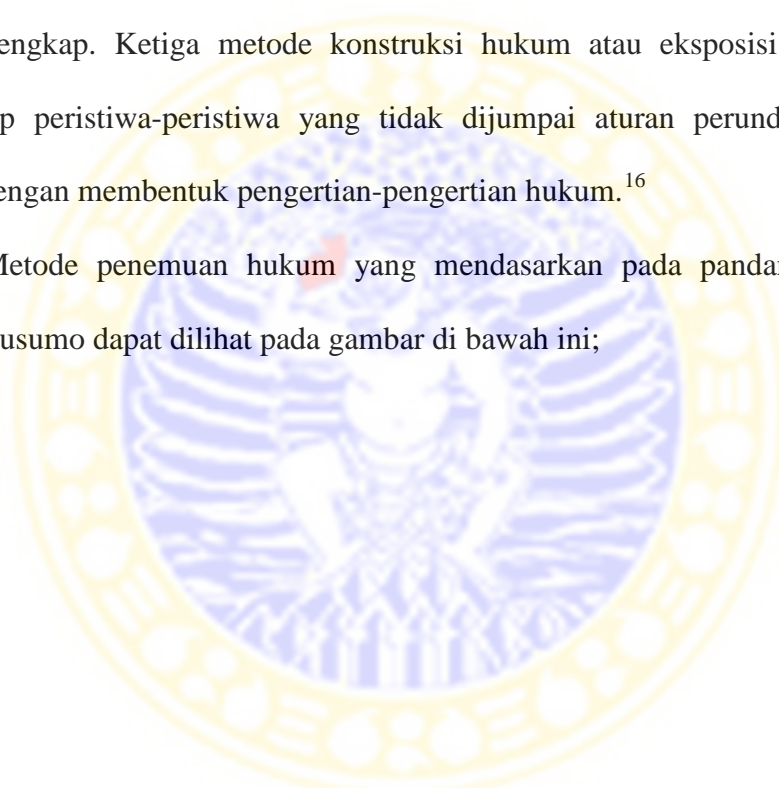 engkap. Ketiga metode konstruksi hukum atau eksposisi
p peristiwa-peristiwa yang tidak dijumpai aturan perund
engan membentuk pengertian-pengertian hukum.16
Metode penemuan hukum yang mendasarkan pada panda
usumo dapat dilihat pada gambar di bawah ini;